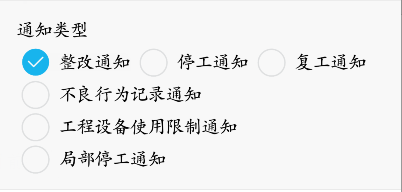 通知类型
整改通知 停工通知 复工通知
不良行为记录通知
工程设备使用限制通知
局部停工通知